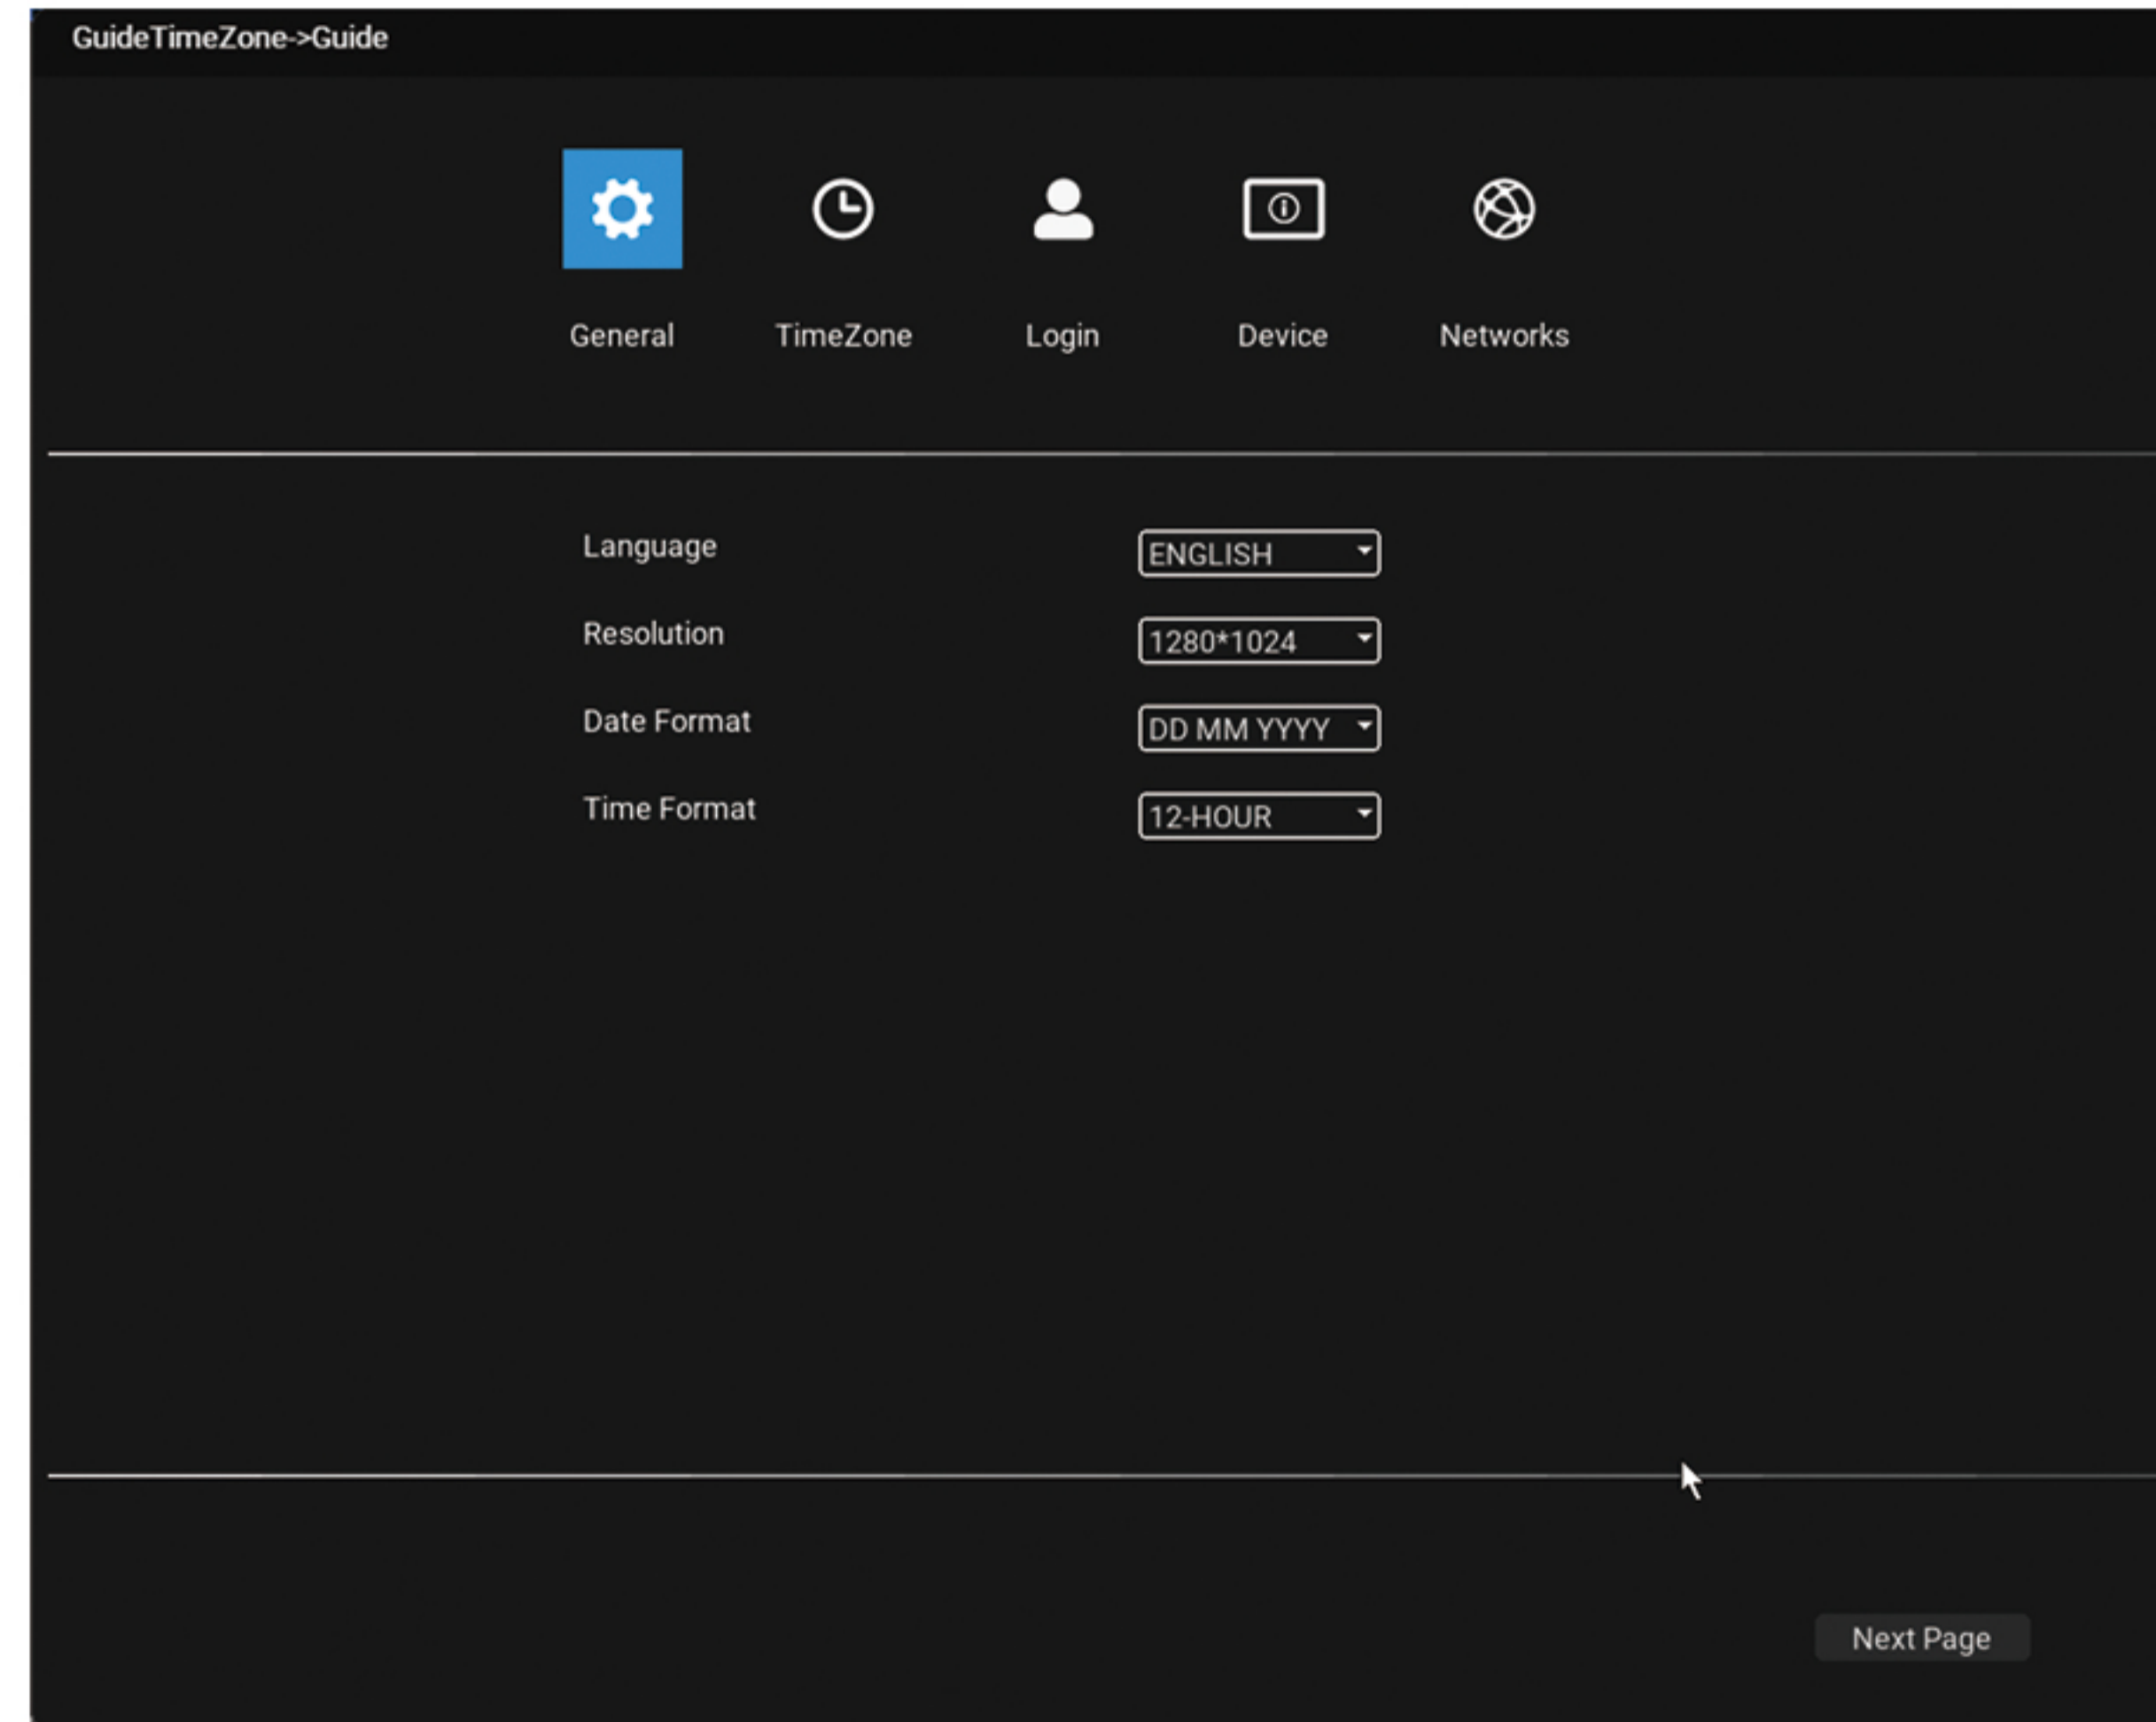 GuideTimeZone->Guide
General TimeZone Login Device Networks
Language ENGLISH
Resolution 1280*1024
Date Format DD MM YYYY
Time Format 12-HOUR
Next Page